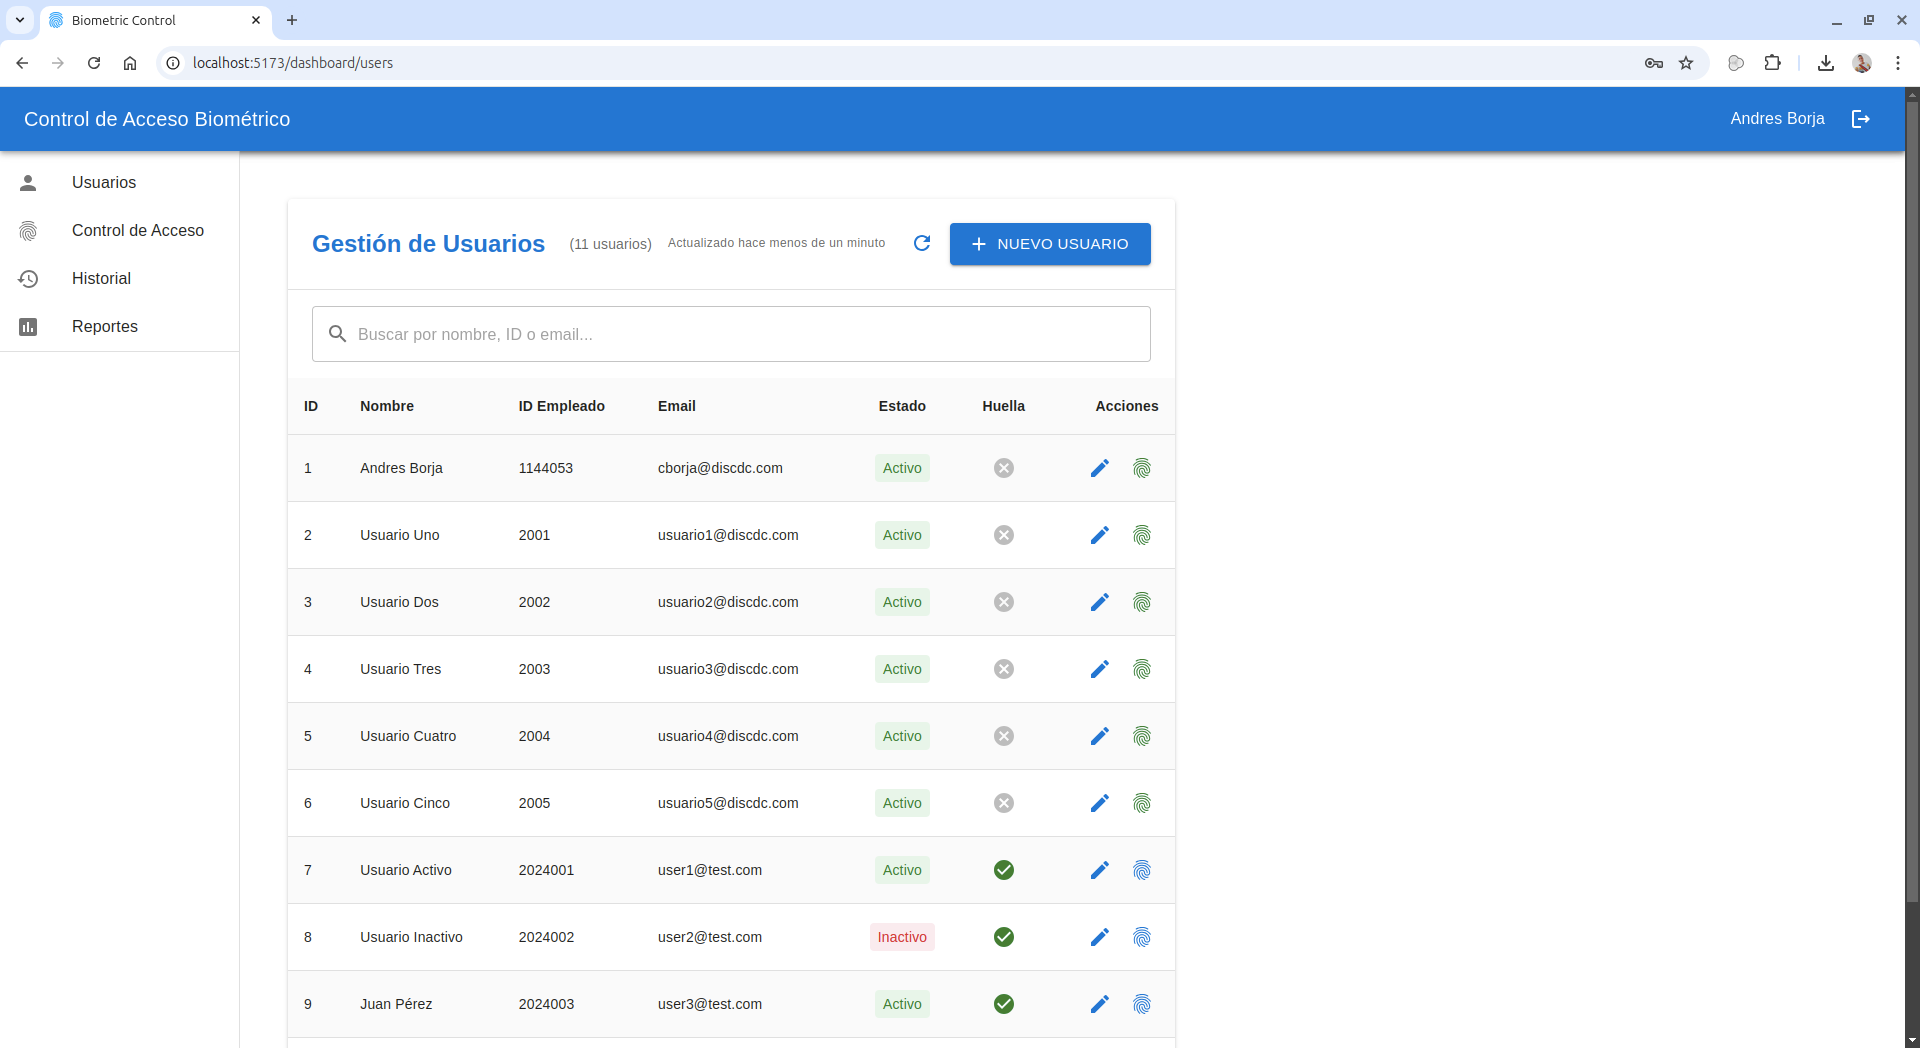 Biometric Control
localhost:5173/dashboard/users
Control de Acceso Biométrico
Andres Borja
Usuarios
Control de Acceso
Historial
Reportes
Gestión de Usuarios (11 usuarios) Actualizado hace menos de un minuto NUEVO USUARIO
Buscar por nombre, ID o email...
ID Nombre ID Empleado Email Estado Huella Acciones
1 Andres Borja 1144053 cborja@discdc.com Activo
2 Usuario Uno 2001 usuario1@discdc.com Activo
3 Usuario Dos 2002 usuario2@discdc.com Activo
4 Usuario Tres 2003 usuario3@discdc.com Activo
5 Usuario Cuatro 2004 usuario4@discdc.com Activo
6 Usuario Cinco 2005 usuario5@discdc.com Activo
7 Usuario Activo 2024001 user1@test.com Activo
8 Usuario Inactivo 2024002 user2@test.com Inactivo
9 Juan Pérez 2024003 user3@test.com Activo